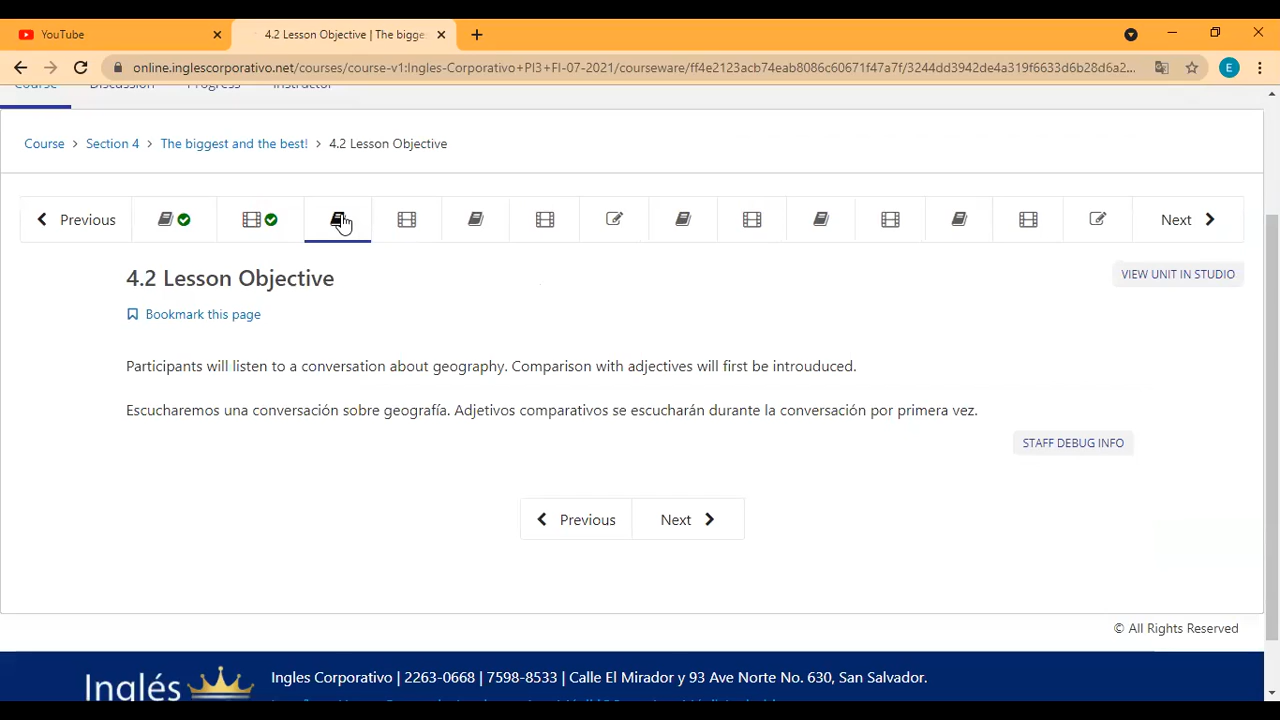 YouTube
4.2 Lesson Objective | The bigge
online.inglescorporativo.net/courses/course-v1:Ingles-Corporativo+PI3+FI-07-2021/courseware/ff4e2123acb74eab8086c60671f47a7f/3244dd3942de4a319f6633d6b28d6a2...
E
Course Discussion Progress Instructor
Course > Section 4 > The biggest and the best! > 4.2 Lesson Objective
Previous Next
4.2 Lesson Objective
VIEW UNIT IN STUDIO
Bookmark this page
Participants will listen to a conversation about geography. Comparison with adjectives will first be introuduced.
Escucharemos una conversación sobre geografía. Adjetivos comparativos se escucharán durante la conversación por primera vez.
STAFF DEBUG INFO
Previous Next
© All Rights Reserved
Inglés
Ingles Corporativo | 2263-0668 | 7598-8533 | Calle El Mirador y 93 Ave Norte No. 630, San Salvador.